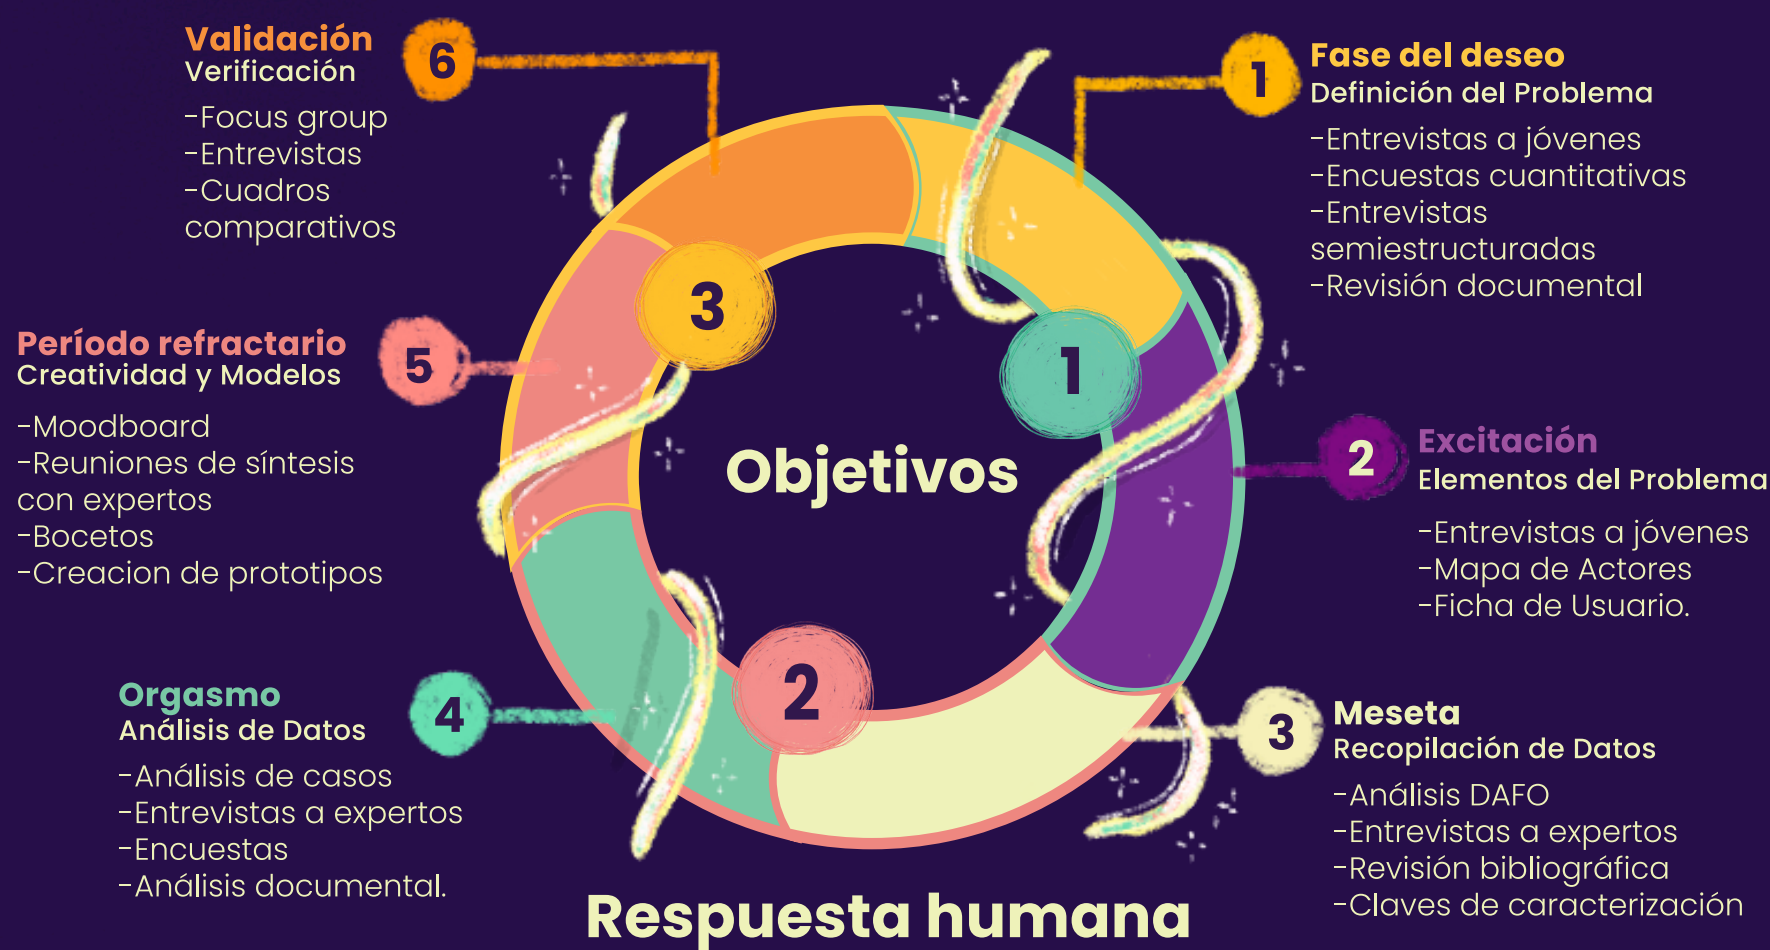 1
Fase del deseo
Definición del Problema
-Entrevistas a jóvenes
-Encuestas cuantitativas
-Entrevistas
semiestructuradas
-Revisión documental
2
Excitación
Elementos del Problema
-Entrevistas a jóvenes
-Mapa de Actores
-Ficha de Usuario.
3
Meseta
Recopilación de Datos
-Análisis DAFO
-Entrevistas a expertos
-Revisión bibliográfica
-Claves de caracterización
4
Orgasmo
Análisis de Datos
-Análisis de casos
-Entrevistas a expertos
-Encuestas
-Análisis documental.
5
Período refractario
Creatividad y Modelos
-Moodboard
-Reuniones de síntesis
con expertos
-Bocetos
-Creacion de prototipos
6
Validación
Verificación
-Focus group
-Entrevistas
-Cuadros
comparativos
Objetivos
1
2
3
Respuesta humana